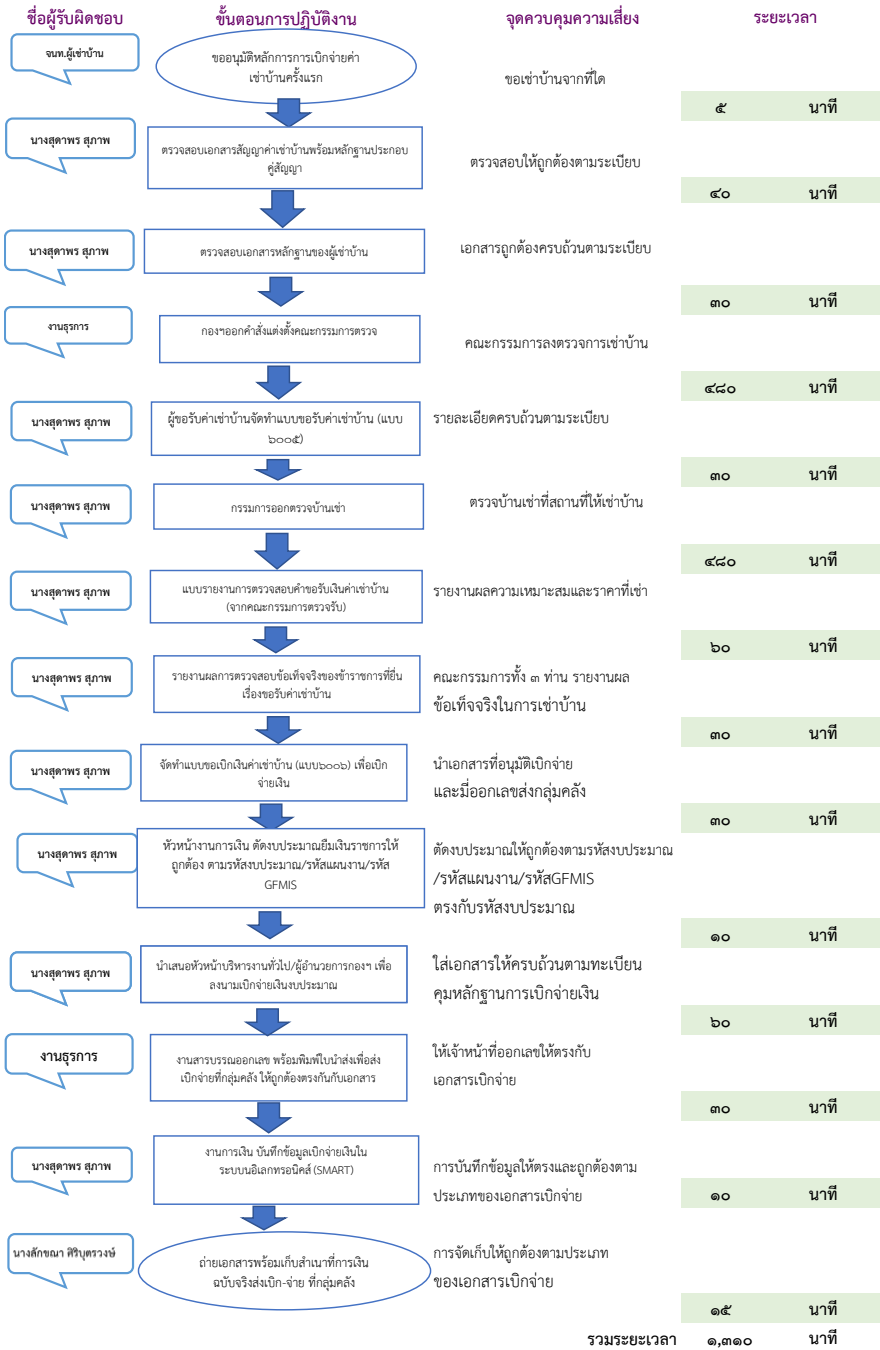 ชื่อผู้รับผิดชอบ ขั้นตอนการปฏิบัติงาน จุดควบคุมความเสี่ยง ระยะเวลา
จนท.ผู้เช่าบ้าน
ขออนุมัติหลักการการเบิกจ่ายค่า
เช่าบ้านครั้งแรก
ขอเช่าบ้านจากที่ใด
๕ นาที
นางสุดาพร สุภาพ
ตรวจสอบเอกสารสัญญาค่าเช่าบ้านพร้อมหลักฐานประกอบ
คู่สัญญา
ตรวจสอบให้ถูกต้องตามระเบียบ
๔๐ นาที
นางสุดาพร สุภาพ
ตรวจสอบเอกสารหลักฐานของผู้เช่าบ้าน
เอกสารถูกต้องครบถ้วนตามระเบียบ
๓๐ นาที
งานธุรการ
กองฯออกคำสั่งแต่งตั้งคณะกรรมการตรวจ
คณะกรรมการลงตรวจการเช่าบ้าน
๔๘๐ นาที
นางสุดาพร สุภาพ
ผู้ขอรับค่าเช่าบ้านจัดทำแบบขอรับค่าเช่าบ้าน (แบบ
๖๐๐๕)
รายละเอียดครบถ้วนตามระเบียบ
๓๐ นาที
นางสุดาพร สุภาพ
กรรมการออกตรวจบ้านเช่า
ตรวจบ้านเช่าที่สถานที่ให้เช่าบ้าน
๔๘๐ นาที
นางสุดาพร สุภาพ
แบบรายงานการตรวจสอบคำขอรับเงินค่าเช่าบ้าน
(จากคณะกรรมการตรวจรับ)
รายงานผลความเหมาะสมและราคาที่เช่า
๖๐ นาที
นางสุดาพร สุภาพ
รายงานผลการตรวจสอบข้อเท็จจริงของข้าราชการที่ยื่น
เรื่องขอรับค่าเช่าบ้าน
คณะกรรมการทั้ง ๓ ท่าน รายงานผล
ข้อเท็จจริงในการเช่าบ้าน
๓๐ นาที
นางสุดาพร สุภาพ
จัดทำแบบขอเบิกเงินค่าเช่าบ้าน (แบบ๖๐๐๖) เพื่อเบิก
จ่ายเงิน
นำเอกสารที่อนุมัติเบิกจ่าย
และมี่ออกเลขส่งกลุ่มคลัง
๓๐ นาที
นางสุดาพร สุภาพ
หัวหน้างานการเงิน ตัดงบประมาณยืมเงินราชการให้
ถูกต้อง ตามรหัสงบประมาณ/รหัสแผนงาน/รหัส
GFMIS
ตัดงบประมาณให้ถูกต้องตามรหัสงบประมาณ
/รหัสแผนงาน/รหัสGFMIS
ตรงกับรหัสงบประมาณ
๑๐ นาที
นางสุดาพร สุภาพ
นำเสนอหัวหน้าบริหารงานทั่วไป/ผู้อำนวยการกองฯ เพื่อ
ลงนามเบิกจ่ายเงินงบประมาณ
ใส่เอกสารให้ครบถ้วนตามทะเบียน
คุมหลักฐานการเบิกจ่ายเงิน
๖๐ นาที
งานธุรการ
งานสารบรรณออกเลข พร้อมพิมพ์ใบนำส่งเพื่อส่ง
เบิกจ่ายที่กลุ่มคลัง ให้ถูกต้องตรงกันกับเอกสาร
ให้เจ้าหน้าที่ออกเลขให้ตรงกับ
เอกสารเบิกจ่าย
๓๐ นาที
นางสุดาพร สุภาพ
งานการเงิน บันทึกข้อมูลเบิกจ่ายเงินใน
ระบบนอิเลกทรอนิคส์ (SMART)
การบันทึกข้อมูลให้ตรงและถูกต้องตาม
ประเภทของเอกสารเบิกจ่าย
๑๐ นาที
นางลักขณา ศิริบุตรวงษ์
ถ่ายเอกสารพร้อมเก็บสำเนาที่การเงิน
ฉบับจริงส่งเบิก-จ่าย ที่กลุ่มคลัง
การจัดเก็บให้ถูกต้องตามประเภท
ของเอกสารเบิกจ่าย
๑๕ นาที
รวมระยะเวลา ๑,๓๑๐ นาที